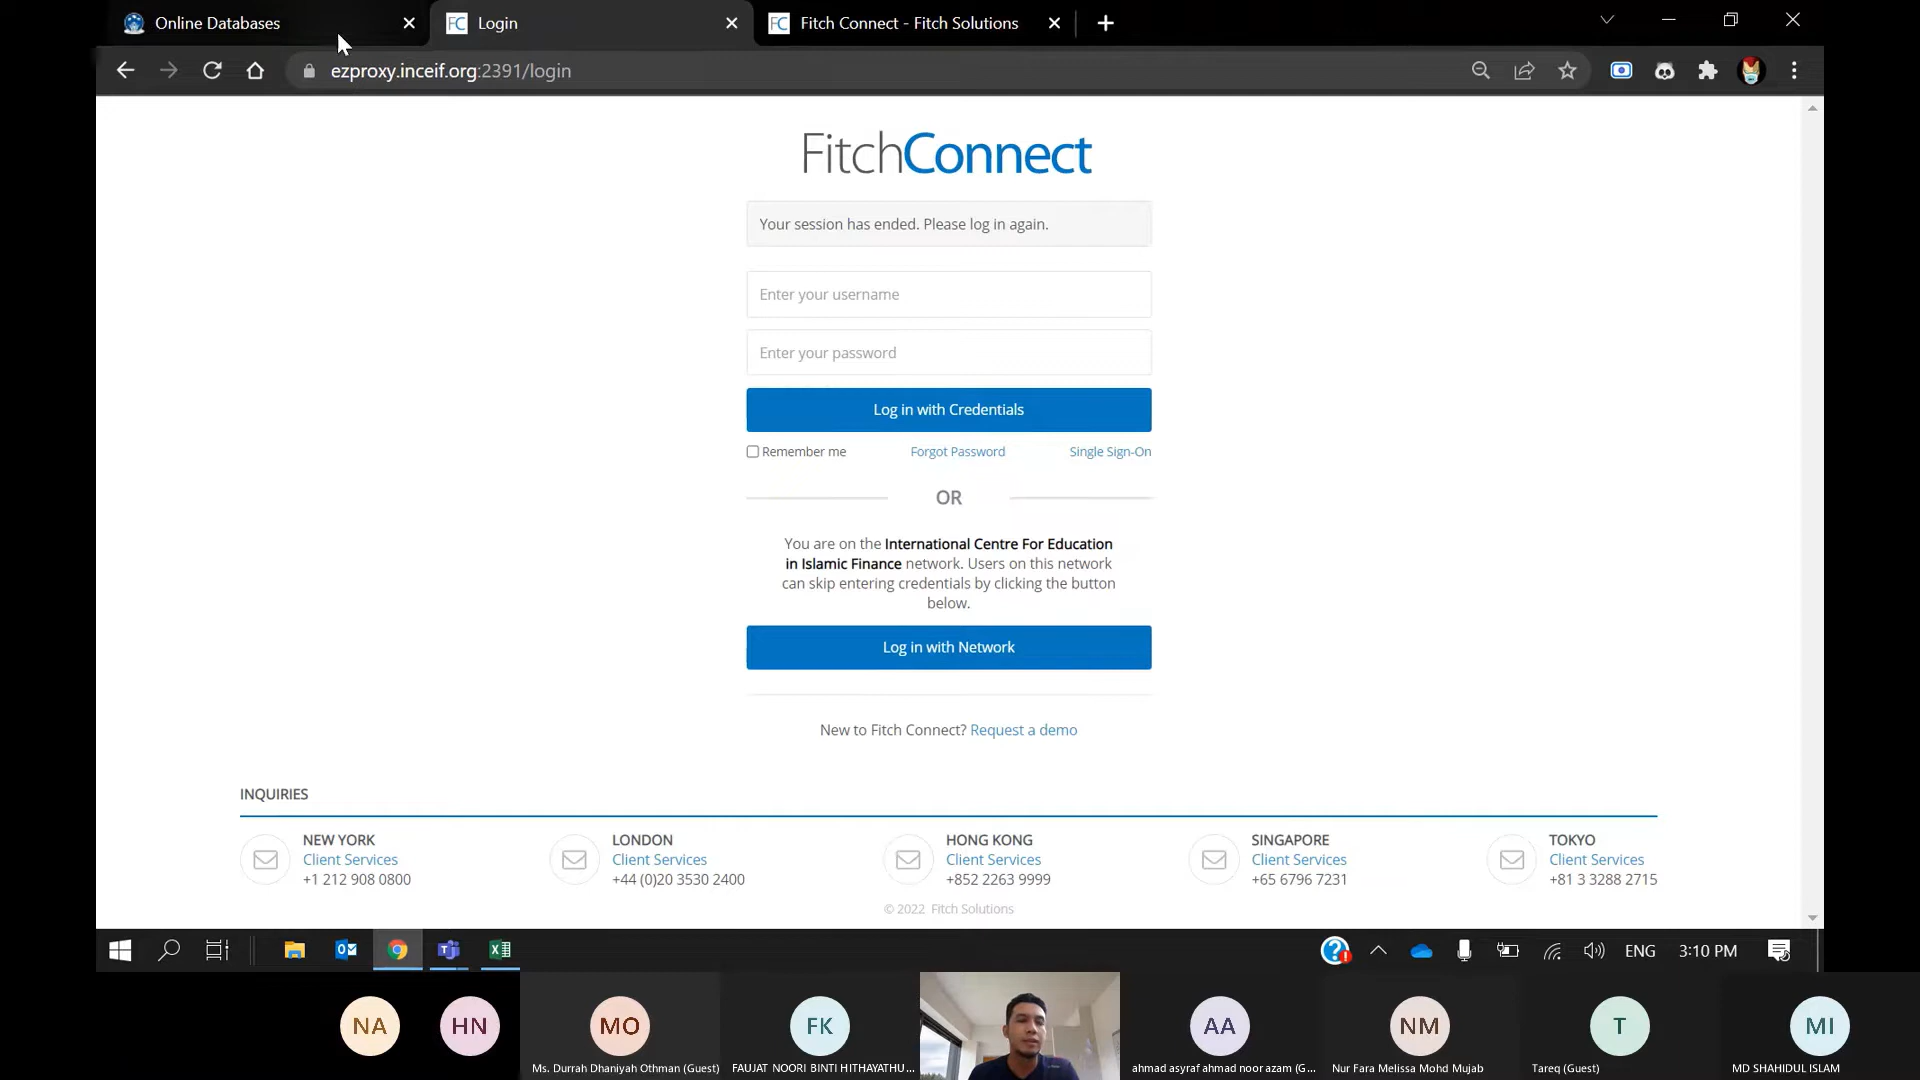 Online Databases
FC Login
FC Fitch Connect - Fitch Solutions
ezproxy.inceif.org:2391/login
FitchConnect
Your session has ended. Please log in again.
Enter your username
Enter your password
Log in with Credentials
Remember me
Forgot Password
Single Sign-On
OR
You are on the International Centre For Education
in Islamic Finance network. Users on this network
can skip entering credentials by clicking the button
below.
Log in with Network
New to Fitch Connect? Request a demo
INQUIRIES
NEW YORK
Client Services
+1 212 908 0800
LONDON
Client Services
+44 (0)20 3530 2400
HONG KONG
Client Services
+852 2263 9999
SINGAPORE
Client Services
+65 6796 7231
TOKYO
Client Services
+81 3 3288 2715
© 2022 Fitch Solutions
ENG
3:10 PM
NA
HN
MO
Ms. Durrah Dhaniyah Othman (Guest)
FK
FAUJAT NOORI BINTI HITHAYATHU...
AA
ahmad asyraf ahmad noor azam (G...
NM
Nur Fara Melissa Mohd Mujab
T
Tareq (Guest)
MI
MD SHAHIDUL ISLAM